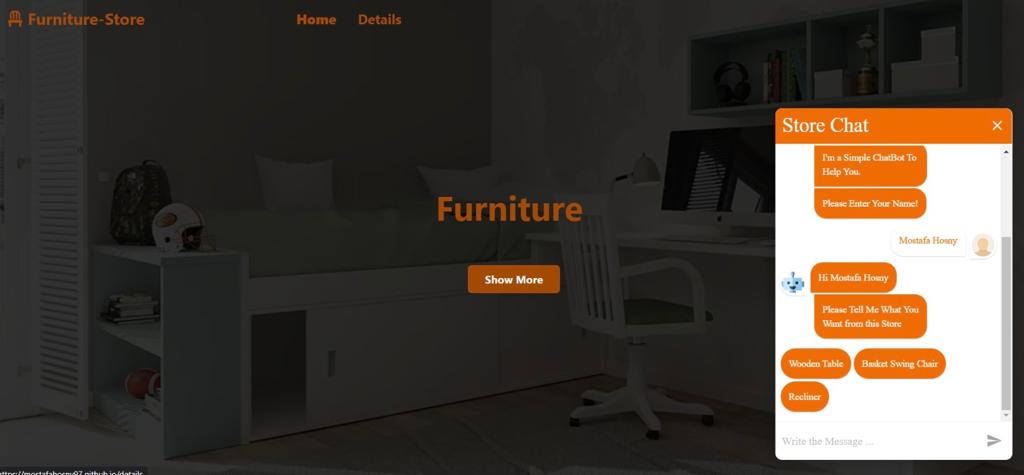 Furniture-Store
Home
Details
Furniture
Show More
Store Chat
I'm a Simple ChatBot To
Help You.
Please Enter Your Name!
Mostafa Hosny
Hi Mostafa Hosny
Please Tell Me What You
Want from this Store
Wooden Table
Basket Swing Chair
Recliner
Write the Message ...
ttps://mostafahosny97.github.io/details